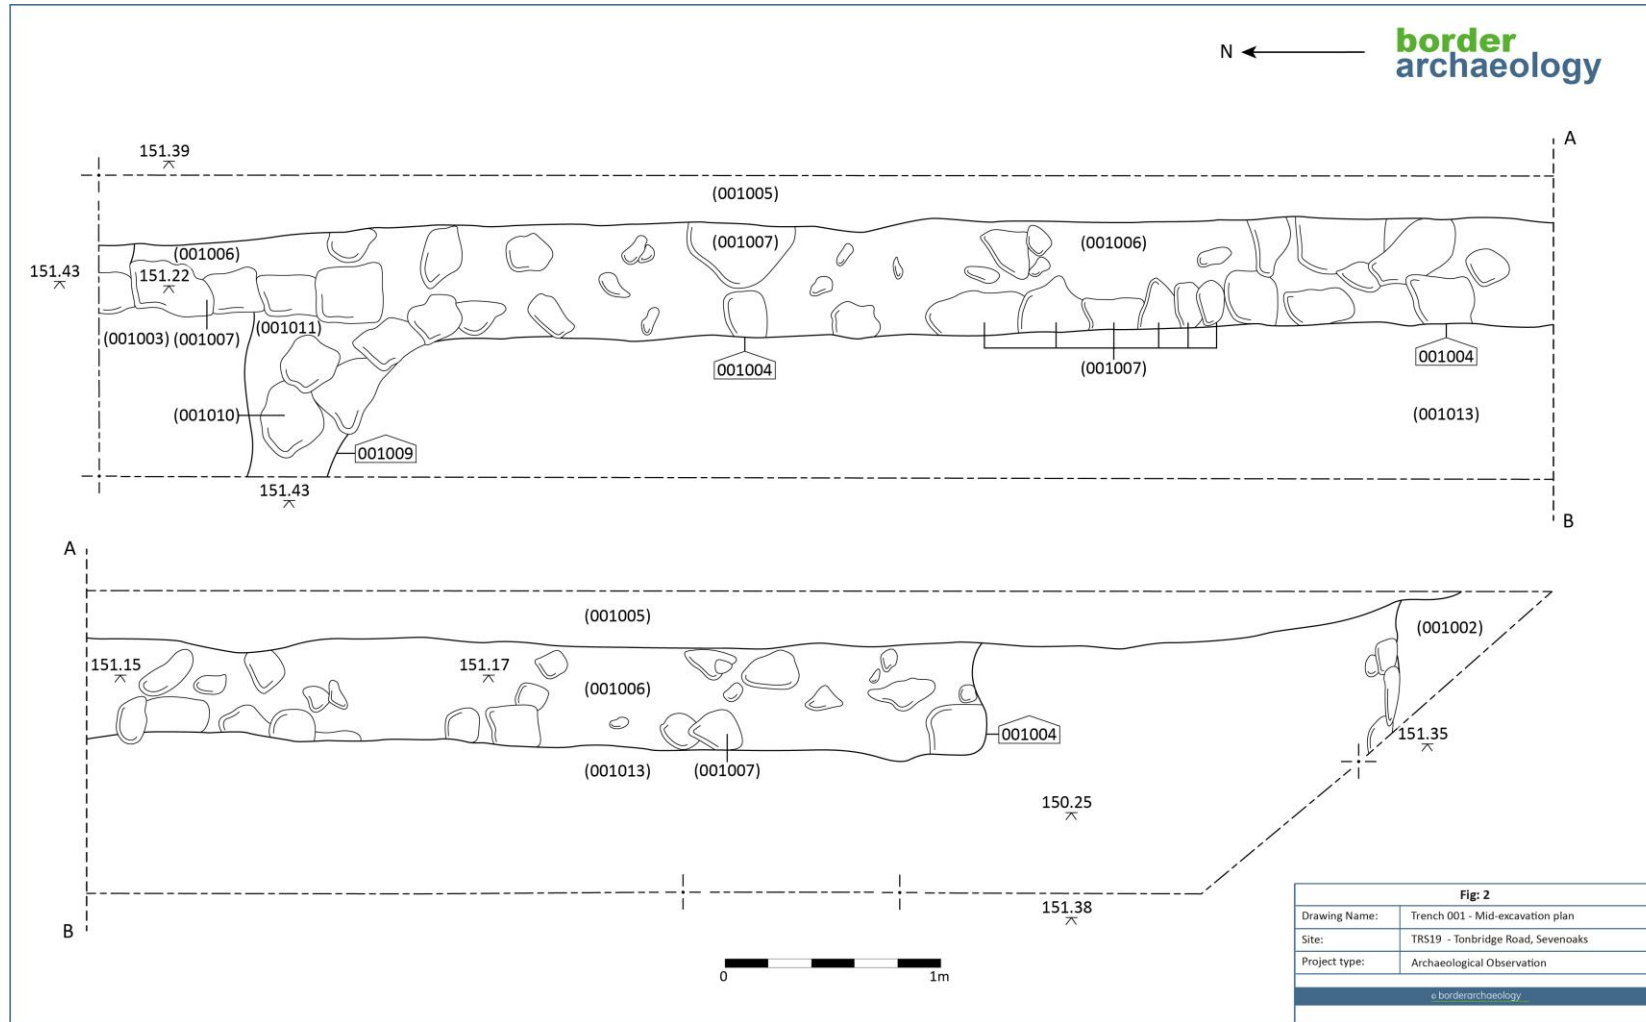 N
border
archaeology
A
151.39
(001005)
(001006)
(001007)
(001006)
151.43
151.22
(001003) (001007)
(001011)
001004
(001007)
001004
(001010)
(001013)
001009
151.43
B
A
(001005)
(001002)
151.15
151.17
(001006)
001004
151.35
(001013)
(001007)
150.25
151.38
B
0
1m
Fig: 2
Drawing Name: Trench 001 - Mid-excavation plan
Site: TRS19 - Tonbridge Road, Sevenoaks
Project type: Archaeological Observation
© borderarchaeology